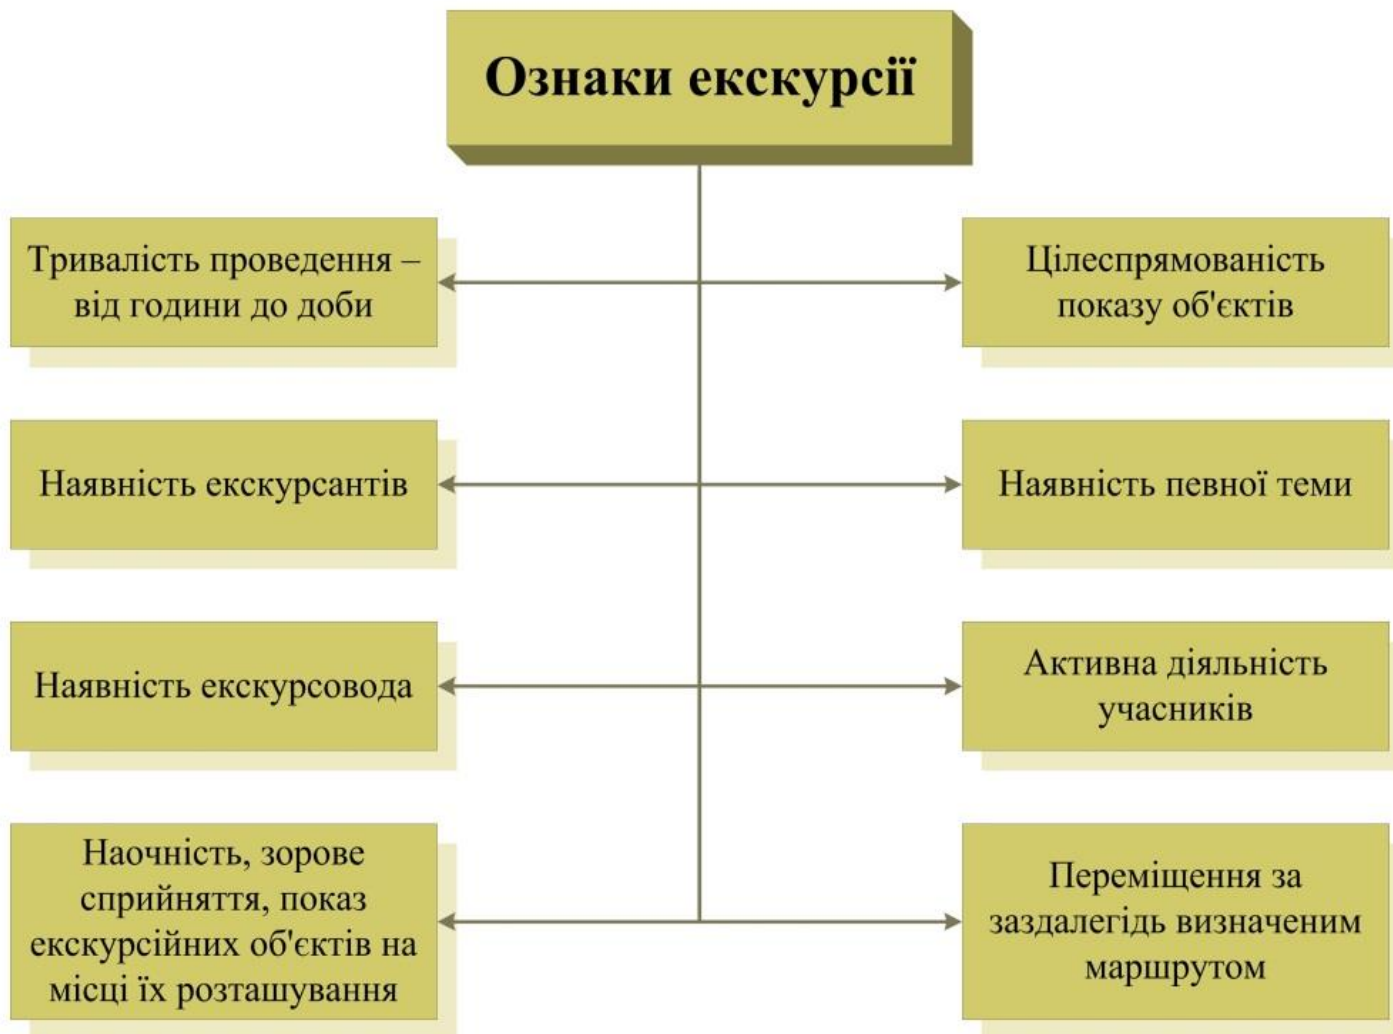 Ознаки екскурсії
Тривалість проведення –
від години до доби
Цілеспрямованість
показу об'єктів
Наявність екскурсантів
Наявність певної теми
Наявність екскурсовода
Активна діяльність
учасників
Наочність, зорове
сприйняття, показ
екскурсійних об'єктів на
місці їх розташування
Переміщення за
заздалегідь визначеним
маршрутом